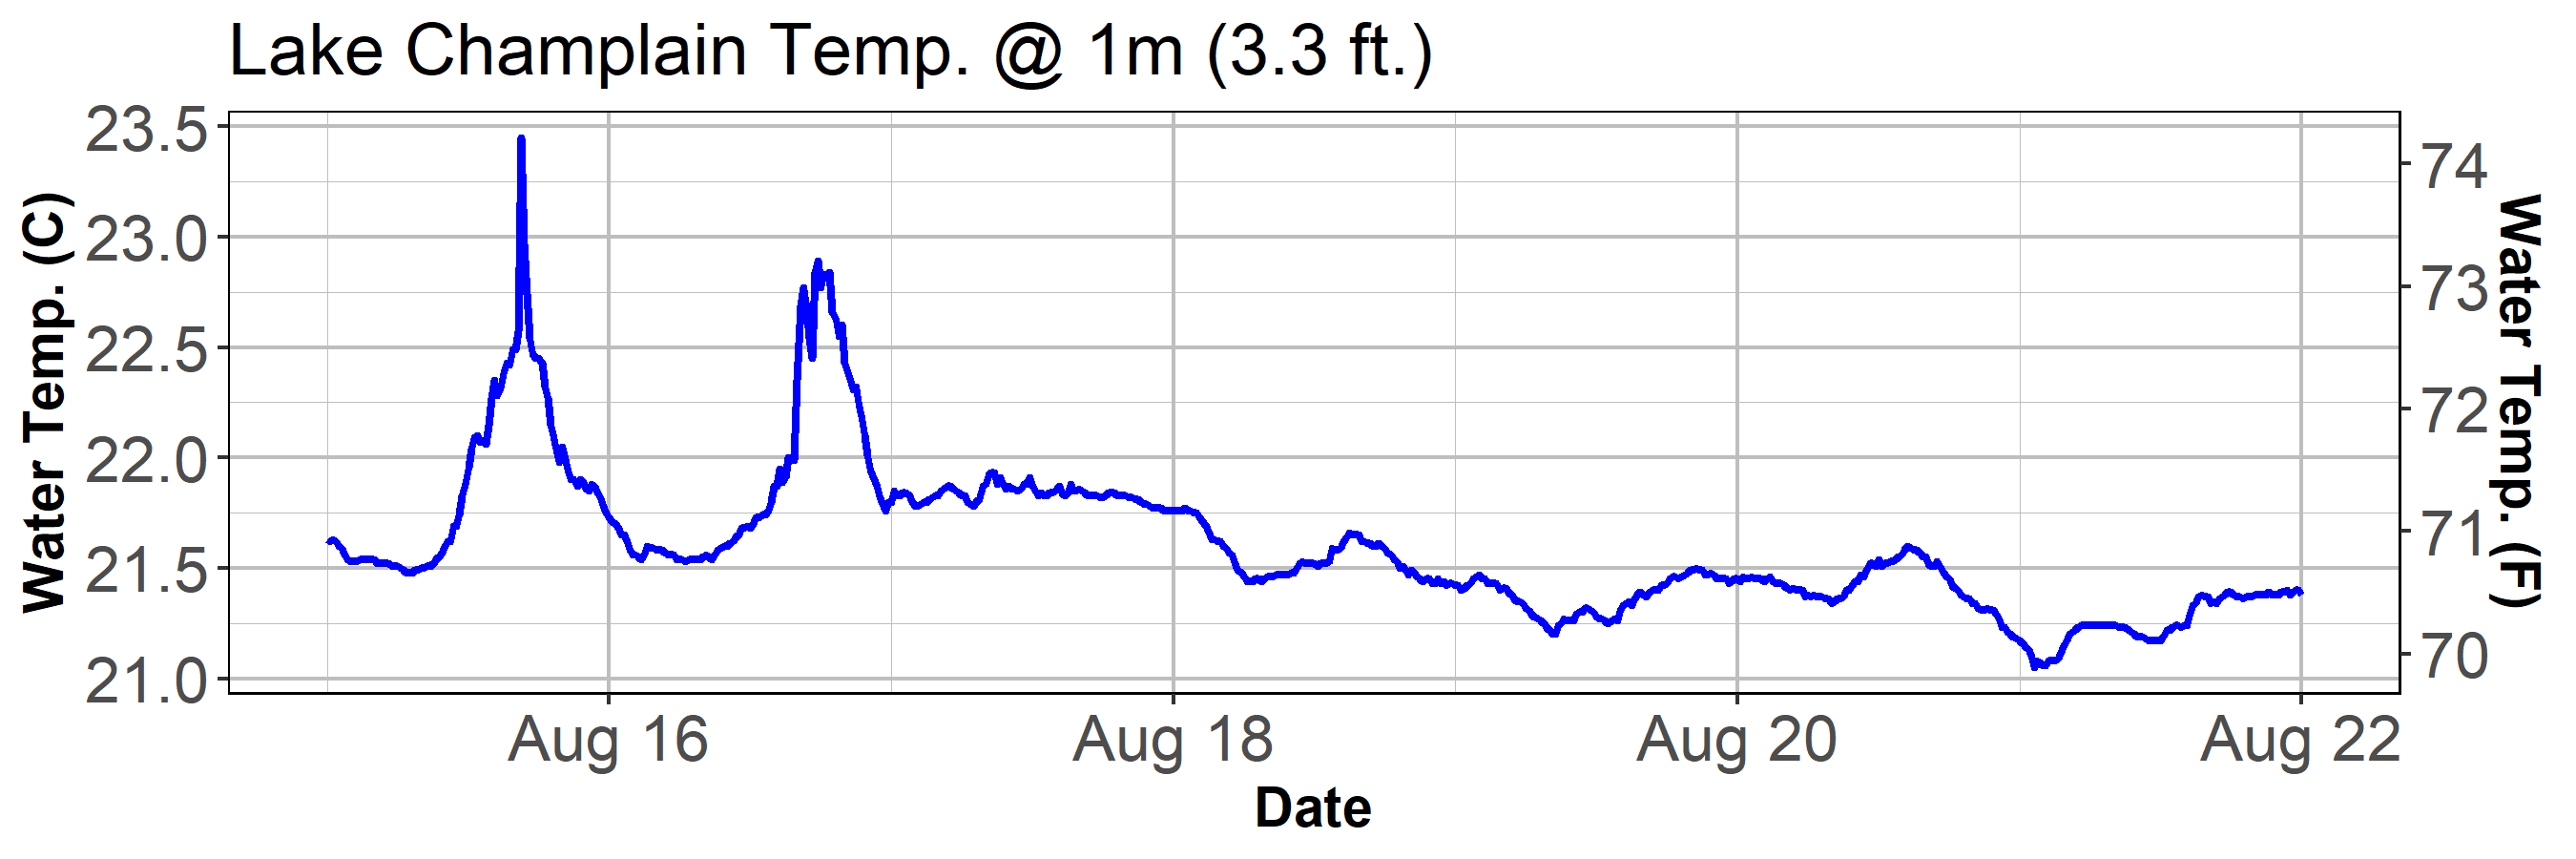 Lake Champlain Temp. @ 1m (3.3 ft.)
Water Temp. (C)
23.5
23.0
22.5
22.0
21.5
21.0
74
73
72
71
70
Water Temp. (F)
Aug 16 Aug 18 Aug 20 Aug 22
Date